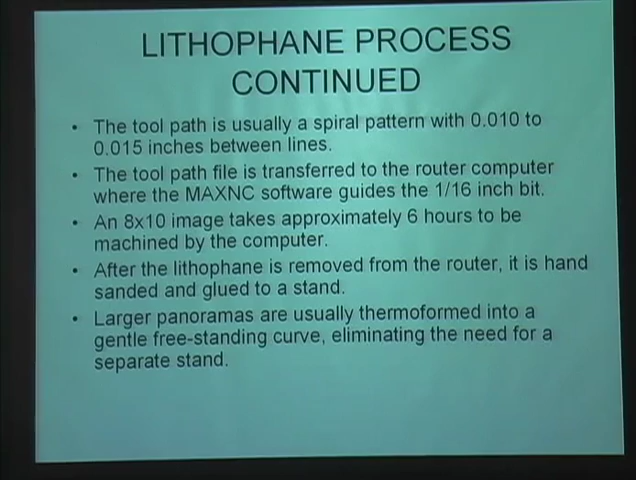 LITHOPHANE PROCESS
CONTINUED
• The tool path is usually a spiral pattern with 0.010 to
0.015 inches between lines.
• The tool path file is transferred to the router computer
where the MAXNC software guides the 1/16 inch bit.
• An 8x10 image takes approximately 6 hours to be
machined by the computer.
• After the lithophane is removed from the router, it is hand
sanded and glued to a stand.
• Larger panoramas are usually thermoformed into a
gentle free-standing curve, eliminating the need for a
separate stand.